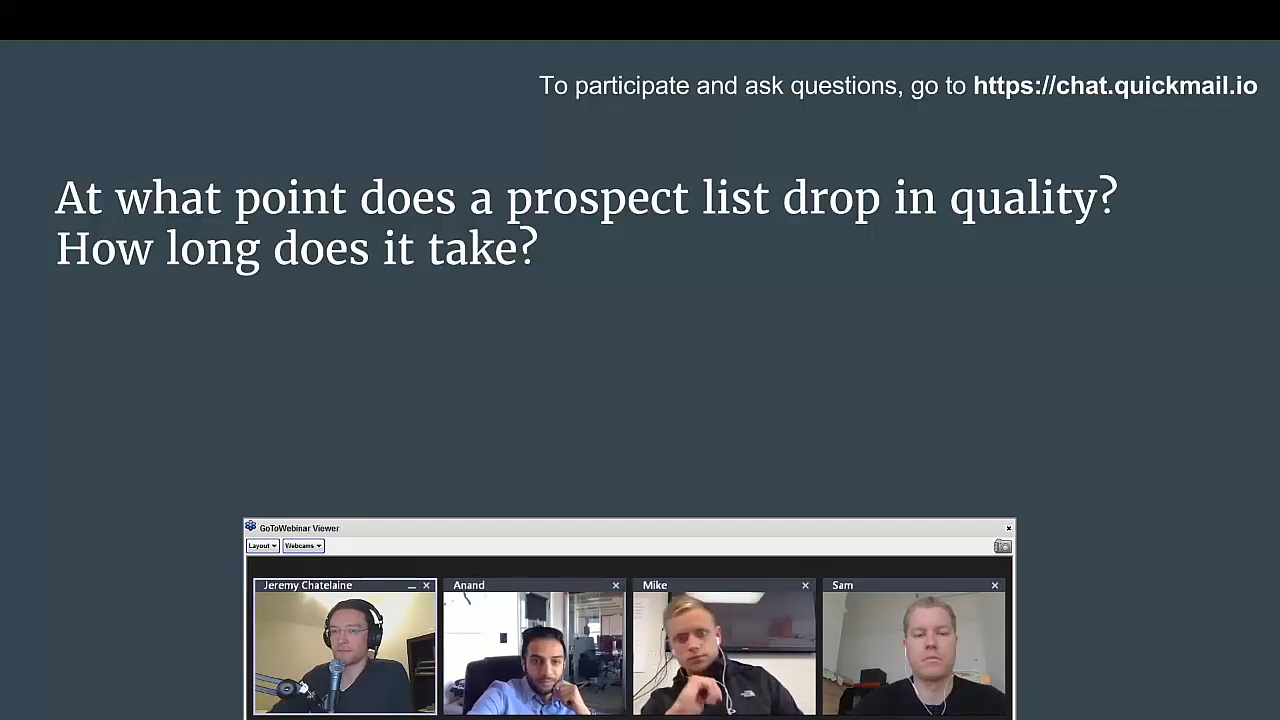 To participate and ask questions, go to https://chat.quickmail.io
At what point does a prospect list drop in quality?
How long does it take?
GoToWebinar Viewer
Layout
Webcams
Jeremy Chatelaine
Anand
Mike
Sam